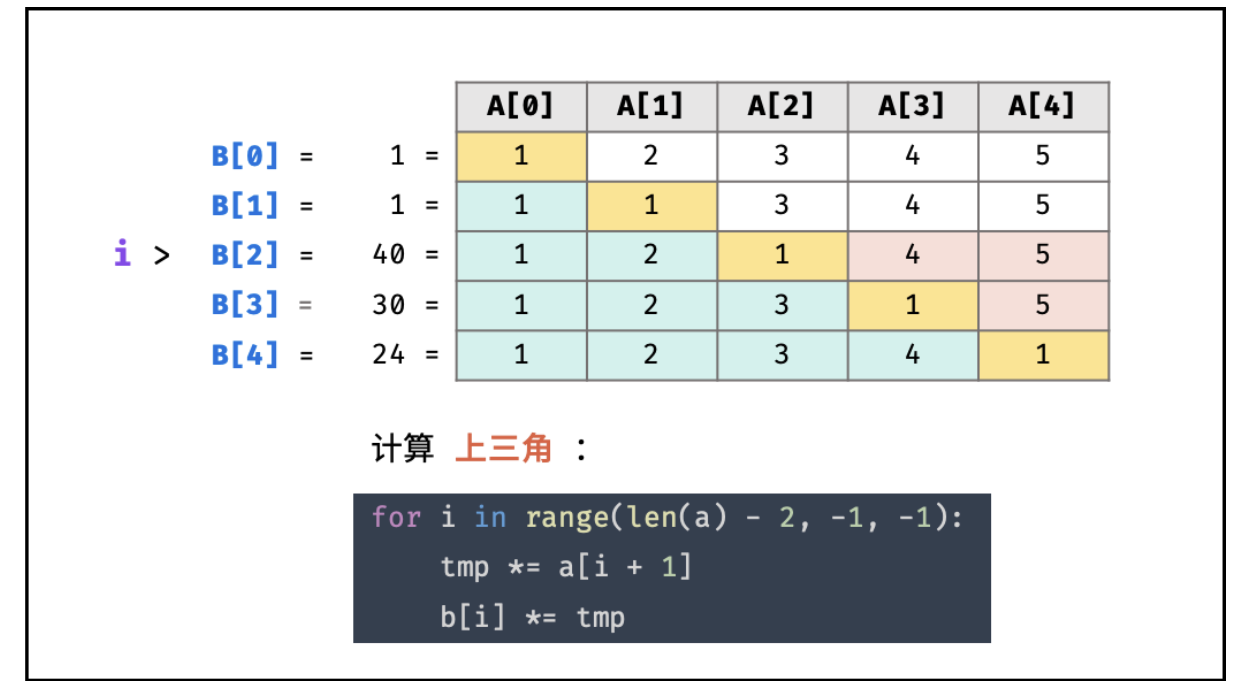 A[0] A[1] A[2] A[3] A[4]
B[0] = 1 = 1 2 3 4 5
B[1] = 1 = 1 1 3 4 5
i > B[2] = 40 = 1 2 1 4 5
B[3] = 30 = 1 2 3 1 5
B[4] = 24 = 1 2 3 4 1
计算 上三角 ：
for i in range(len(a) - 2, -1, -1):
    tmp *= a[i + 1]
    b[i] *= tmp